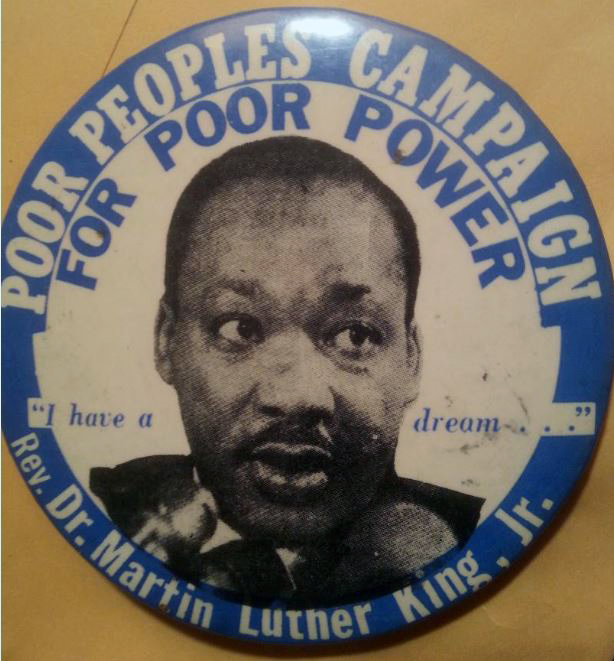 POOR PEOPLES CAMPAIGN
FOR POOR POWER
"I have a dream . . ."
Rev. Dr. Martin Luther King, Jr.